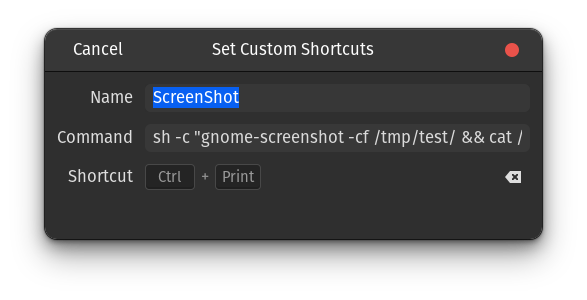 Cancel Set Custom Shortcuts
Name ScreenShot
Command sh -c "gnome-screenshot -cf /tmp/test/ && cat /
Shortcut Ctrl + Print